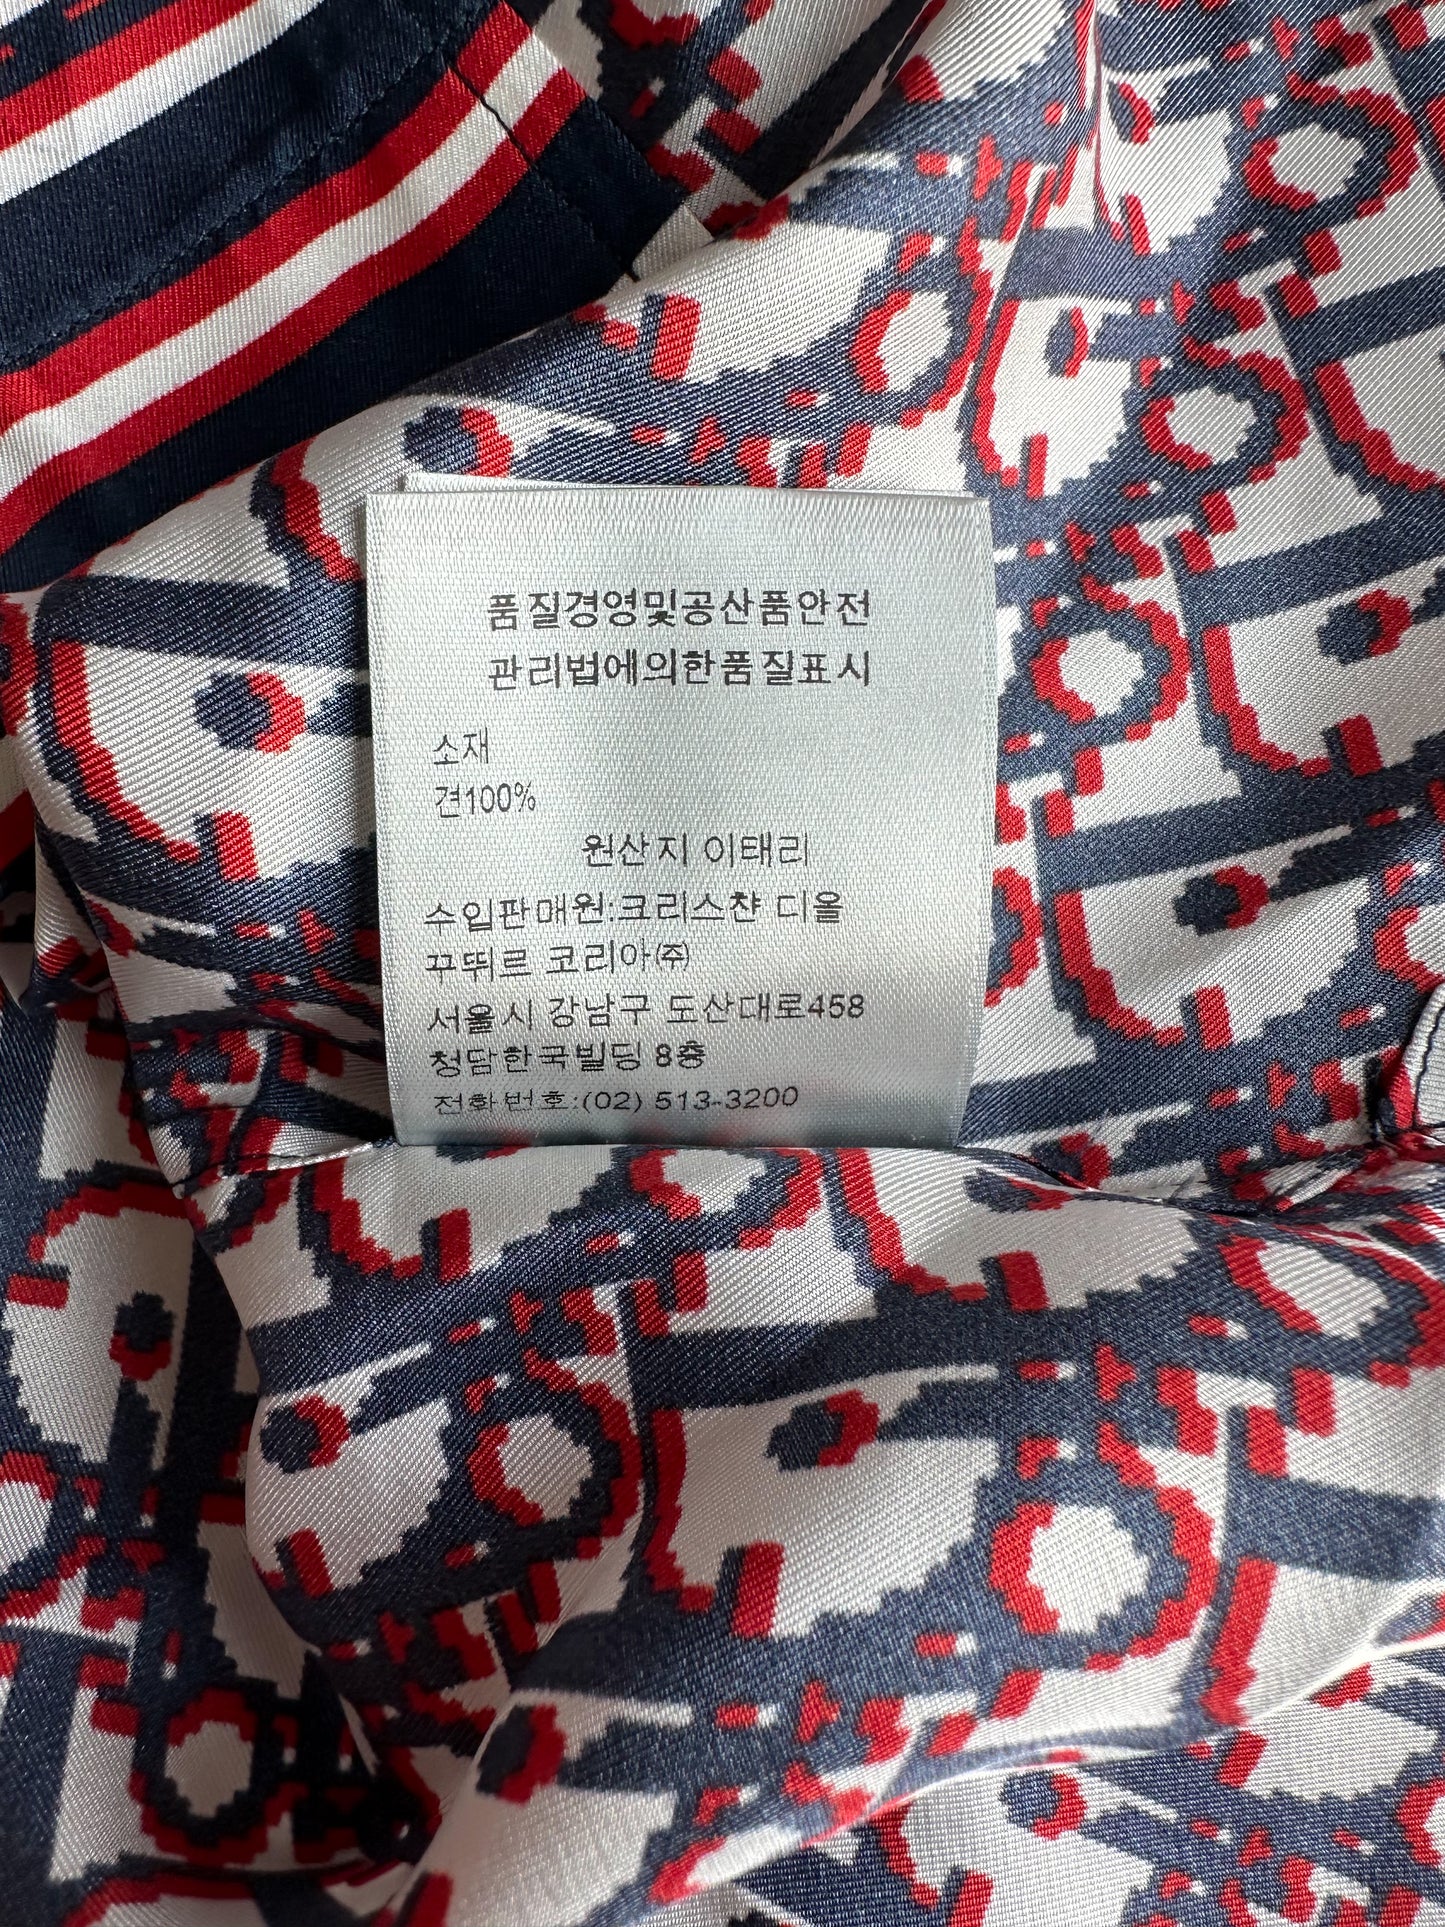 품질경영및공산품안전
관리법에의한품질표시
소재
견100%
원산지 이태리
수입판매원:크리스챤 디올
꾸뛰르 코리아㈜
서울시 강남구 도산대로458
청담한국빌딩 8층
전화번호:(02) 513-3200